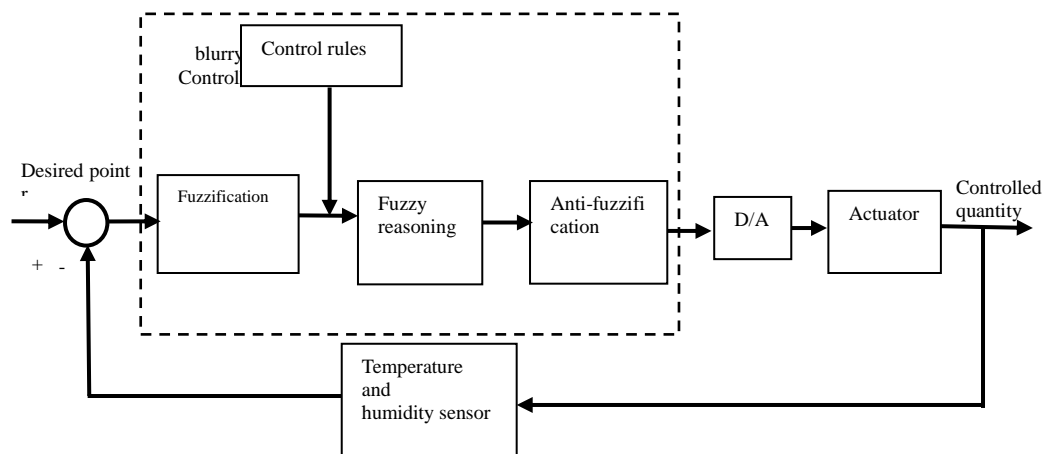 blurry
Control
Control rules
Desired point
r
+ -
Fuzzification
Fuzzy
reasoning
Anti-fuzzifi
cation
D/A
Actuator
Controlled
quantity
Temperature
and
humidity sensor